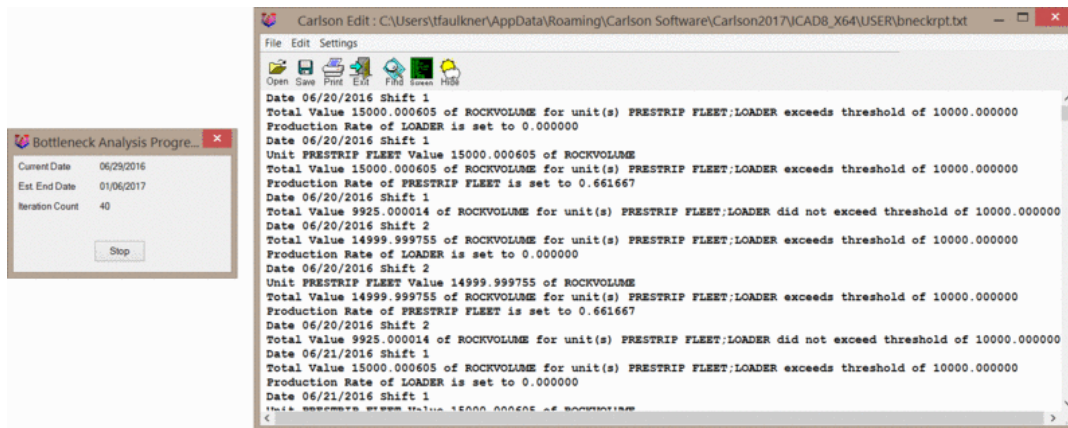 Bottleneck Analysis Progre...
Current Date 06/29/2016
Est. End Date 01/06/2017
Iteration Count 40
Stop
Carlson Edit : C:\Users\tfaulkner\AppData\Roaming\Carlson Software\Carlson2017\ICAD8_X64\USER\bneckrpt.txt
File Edit Settings
Open Save Print Exit Find Screen Hide
Date 06/20/2016 Shift 1
Total Value 15000.000605 of ROCKVOLUME for unit(s) PRESTRIP FLEET;LOADER exceeds threshold of 10000.000000
Production Rate of LOADER is set to 0.000000
Date 06/20/2016 Shift 1
Unit PRESTRIP FLEET Value 15000.000605 of ROCKVOLUME
Total Value 15000.000605 of ROCKVOLUME for unit(s) PRESTRIP FLEET;LOADER exceeds threshold of 10000.000000
Production Rate of PRESTRIP FLEET is set to 0.661667
Date 06/20/2016 Shift 1
Total Value 9925.000014 of ROCKVOLUME for unit(s) PRESTRIP FLEET;LOADER did not exceed threshold of 10000.000000
Date 06/20/2016 Shift 2
Total Value 14999.999755 of ROCKVOLUME for unit(s) PRESTRIP FLEET;LOADER exceeds threshold of 10000.000000
Production Rate of LOADER is set to 0.000000
Date 06/20/2016 Shift 2
Unit PRESTRIP FLEET Value 14999.999755 of ROCKVOLUME
Total Value 14999.999755 of ROCKVOLUME for unit(s) PRESTRIP FLEET;LOADER exceeds threshold of 10000.000000
Production Rate of PRESTRIP FLEET is set to 0.661667
Date 06/20/2016 Shift 2
Total Value 9925.000014 of ROCKVOLUME for unit(s) PRESTRIP FLEET;LOADER did not exceed threshold of 10000.000000
Date 06/21/2016 Shift 1
Total Value 15000.000605 of ROCKVOLUME for unit(s) PRESTRIP FLEET;LOADER exceeds threshold of 10000.000000
Production Rate of LOADER is set to 0.000000
Date 06/21/2016 Shift 1
Unit PRESTRIP FLEET Value 15000.000605 of ROCKVOLUME